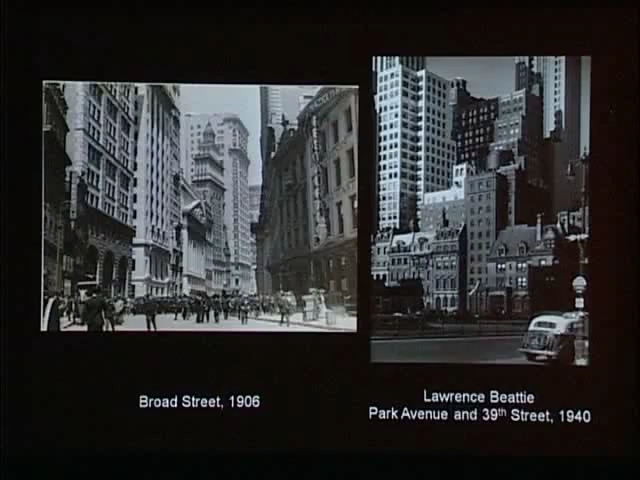 Broad Street, 1906
Lawrence Beattie
Park Avenue and 39th Street, 1940